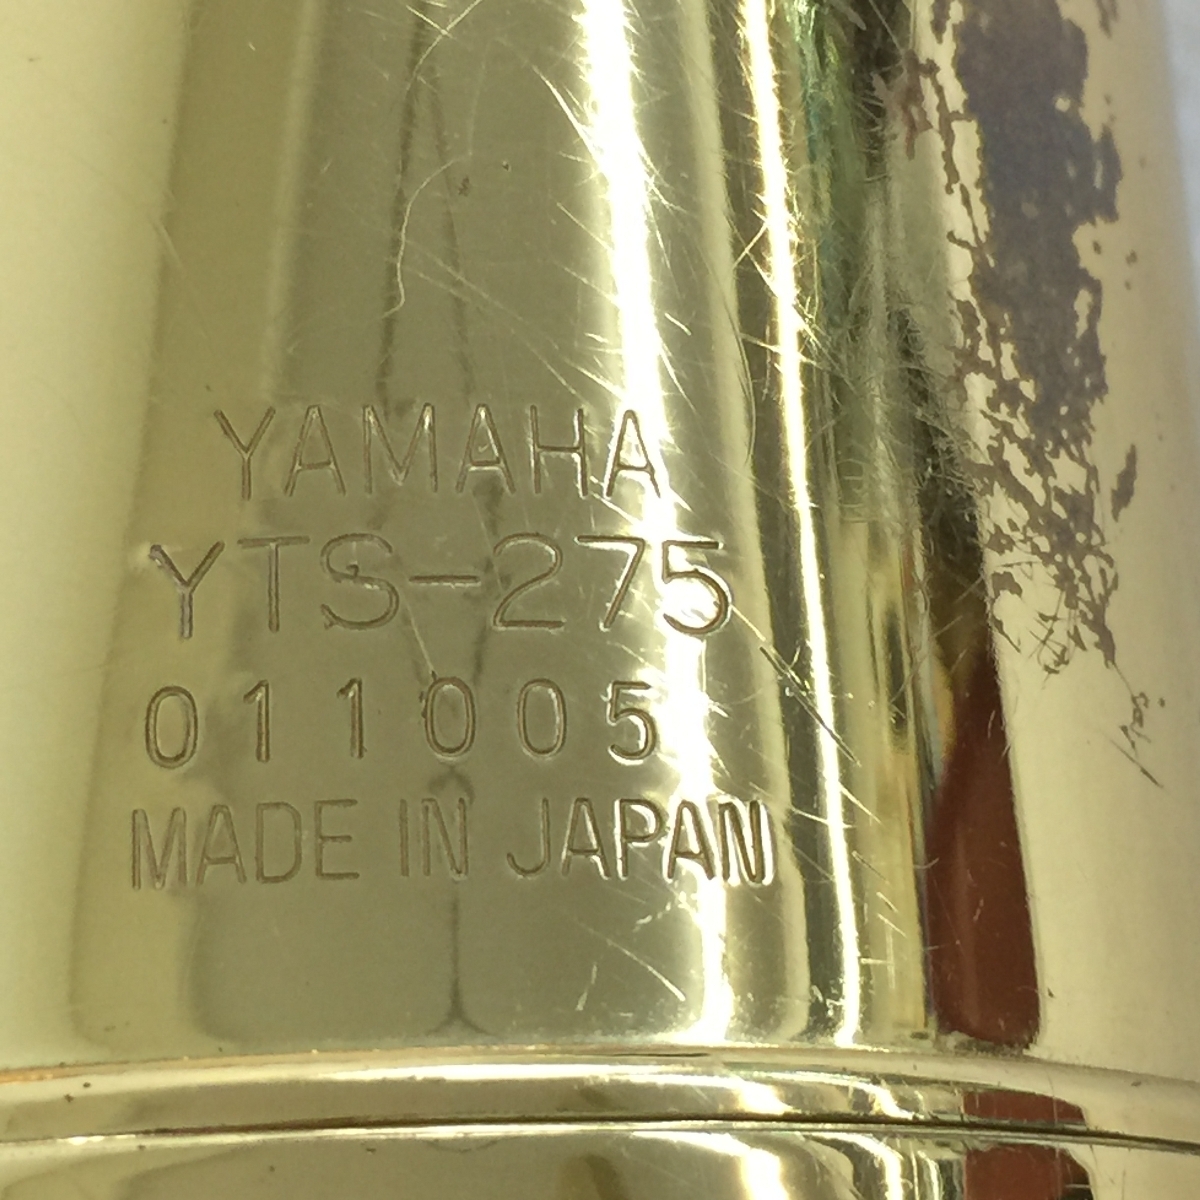 YAMAHA
YTS-275
011005
MADE IN JAPAN